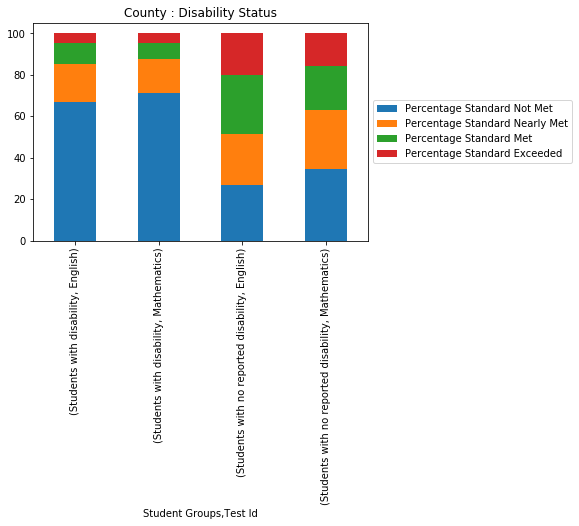 County : Disability Status
100
80
60
40
20
0
Percentage Standard Not Met
Percentage Standard Nearly Met
Percentage Standard Met
Percentage Standard Exceeded
(Students with disability, English)
(Students with disability, Mathematics)
(Students with no reported disability, English)
(Students with no reported disability, Mathematics)
Student Groups,Test Id